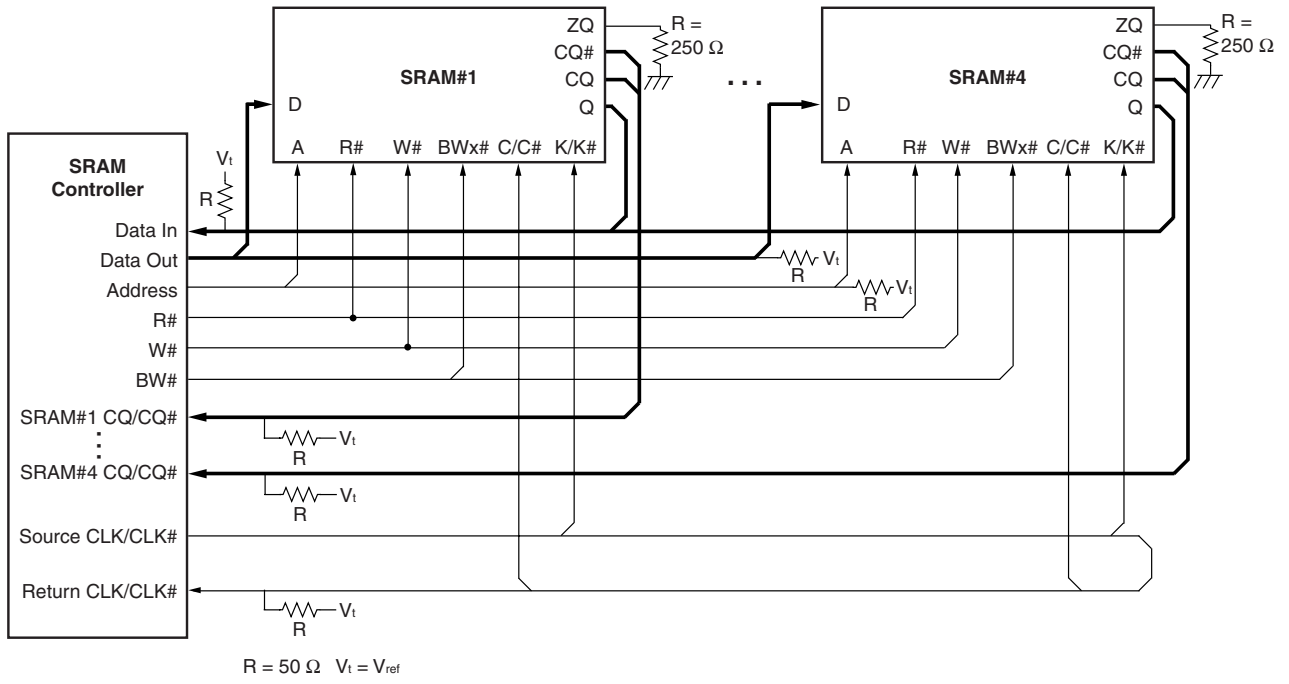 SRAM#1
ZQ
CQ#
CQ
Q
D
A R# W# BWx# C/C# K/K#
R =
250 Ω
...
SRAM#4
ZQ
CQ#
CQ
Q
D
A R# W# BWx# C/C# K/K#
R =
250 Ω
SRAM
Controller
Vt
R
Data In
Data Out
R Vt
Address
R Vt
R#
W#
BW#
SRAM#1 CQ/CQ#
R Vt
⋮
SRAM#4 CQ/CQ#
R Vt
Source CLK/CLK#
Return CLK/CLK#
R Vt
R = 50 Ω Vt = Vref